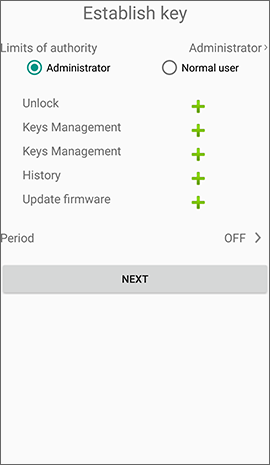 Establish key
Limits of authority Administrator
Administrator Normal user
Unlock
Keys Management
Keys Management
History
Update firmware
Period OFF
NEXT